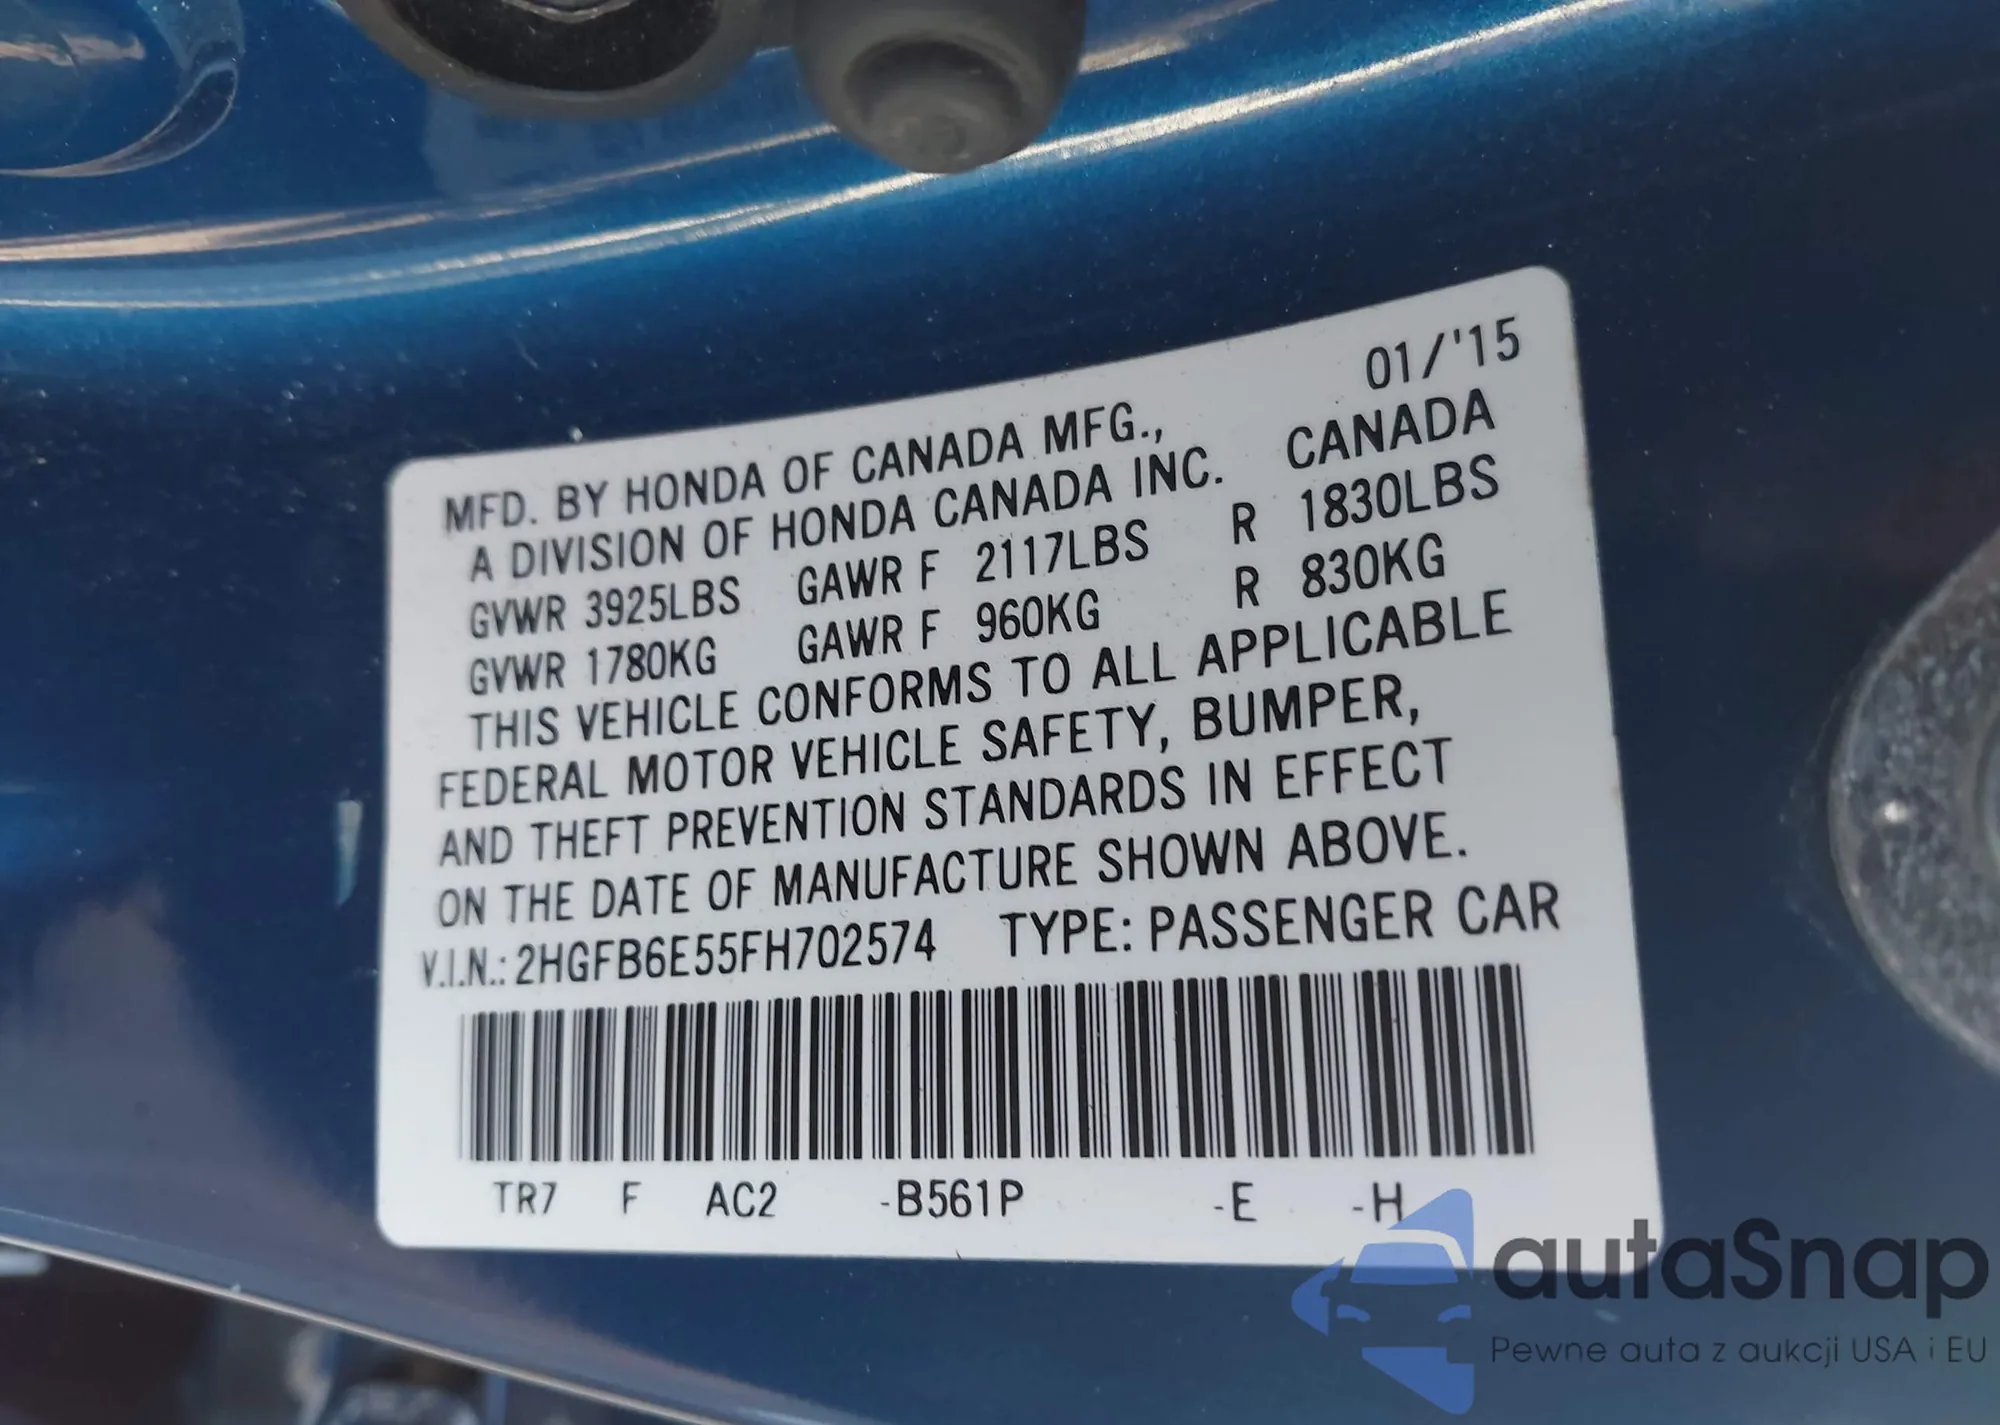 01/'15
MFD. BY HONDA OF CANADA MFG.,
A DIVISION OF HONDA CANADA INC. CANADA
GVWR 3925LBS GAWR F 2117LBS R 1830LBS
GVWR 1780KG GAWR F 960KG R 830KG
THIS VEHICLE CONFORMS TO ALL APPLICABLE
FEDERAL MOTOR VEHICLE SAFETY, BUMPER,
AND THEFT PREVENTION STANDARDS IN EFFECT
ON THE DATE OF MANUFACTURE SHOWN ABOVE.
V.I.N.: 2HGFB6E55FH702574 TYPE: PASSENGER CAR
TR7 F AC2 -B561P -E -H
autaSnap
Pewne auta z aukcji USA i EU